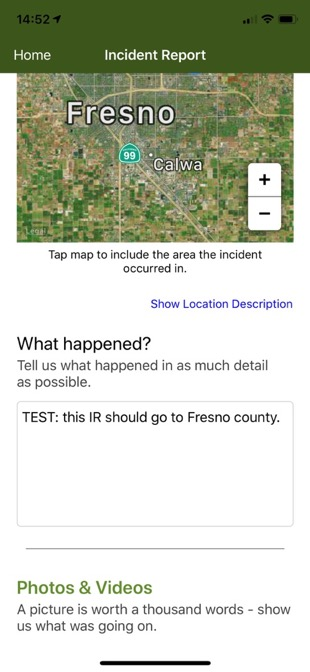 14:52
Home
Incident Report
Fresno
99
Calwa
+
−
Legal
Tap map to include the area the incident
occurred in.
Show Location Description
What happened?
Tell us what happened in as much detail
as possible.
TEST: this IR should go to Fresno county.
Photos & Videos
A picture is worth a thousand words - show
us what was going on.